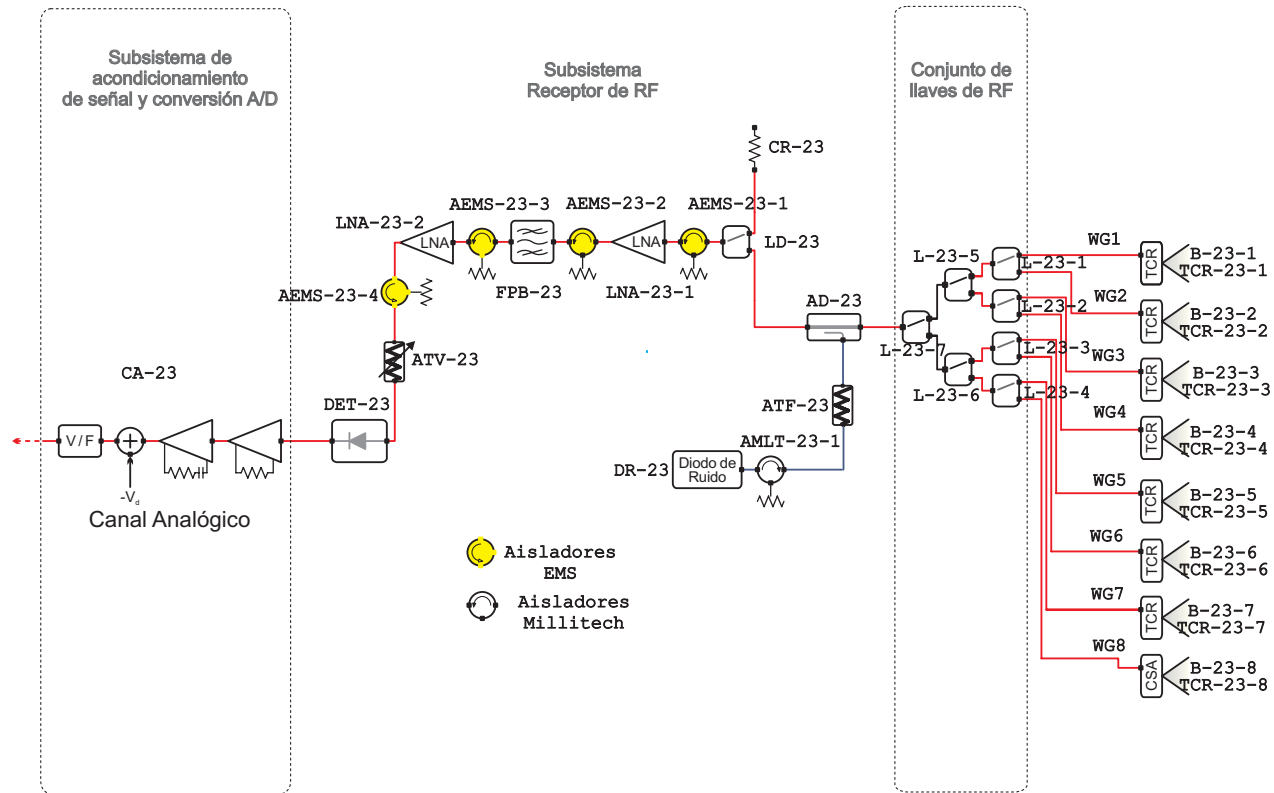 Subsistema de
acondicionamiento
de señal y conversión A/D
Subsistema
Receptor de RF
Conjunto de
llaves de RF
CR-23
AEMS-23-3
AEMS-23-2
AEMS-23-1
LNA-23-2
LNA
LNA
LD-23
FPB-23
LNA-23-1
AEMS-23-4
ATV-23
AD-23
L-23-5
L-23-1
L-23-2
L-23-7
L-23-3
L-23-6
L-23-4
WG1
TCR
B-23-1
TCR-23-1
WG2
TCR
B-23-2
TCR-23-2
WG3
TCR
B-23-3
TCR-23-3
WG4
TCR
B-23-4
TCR-23-4
WG5
TCR
B-23-5
TCR-23-5
WG6
TCR
B-23-6
TCR-23-6
WG7
TCR
B-23-7
TCR-23-7
WG8
CSA
B-23-8
TCR-23-8
CA-23
DET-23
ATF-23
AMLT-23-1
DR-23
Diodo de
Ruido
V/F
-Vd
Canal Analógico
Aisladores
EMS
Aisladores
Millitech